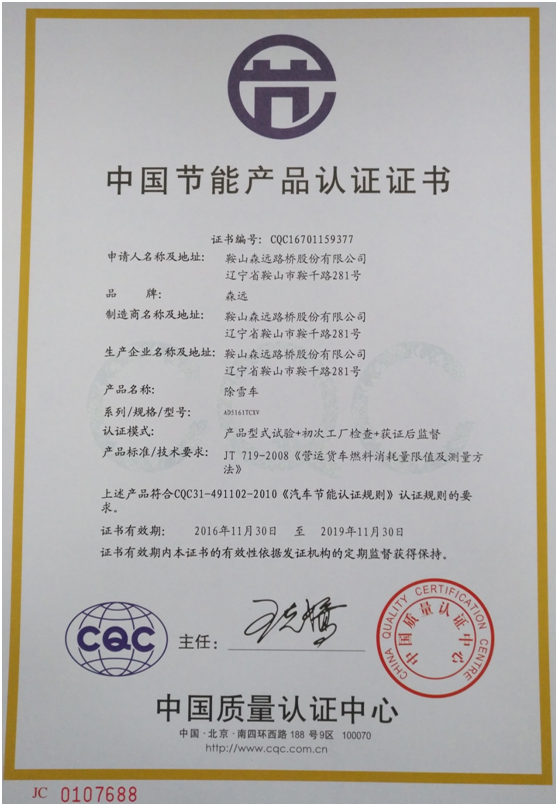 中国节能产品认证证书
证书编号: CQC16701159377
申请人名称及地址: 鞍山森远路桥股份有限公司
辽宁省鞍山市鞍千路281号
品 牌: 森远
制造商名称及地址: 鞍山森远路桥股份有限公司
辽宁省鞍山市鞍千路281号
生产企业名称及地址: 鞍山森远路桥股份有限公司
辽宁省鞍山市鞍千路281号
产品名称: 除雪车
系列/规格/型号: AD5161TCXV
认证模式: 产品型式试验+初次工厂检查+获证后监督
产品标准/技术要求: JT 719-2008《营运货车燃料消耗量限值及测量方
法》
上述产品符合CQC31-491102-2010《汽车节能认证规则》认证规则的要
求。
证书有效期: 2016年11月30日 至 2019年11月30日
证书有效期内本证书的有效性依据发证机构的定期监督获得保持。
CQC
主任:
CHINA QUALITY CERTIFICATION CENTRE
中国质量认证中心
中国质量认证中心
中国·北京·南四环西路 188 号 9区 100070
http://www.cqc.com.cn
JC 0107688